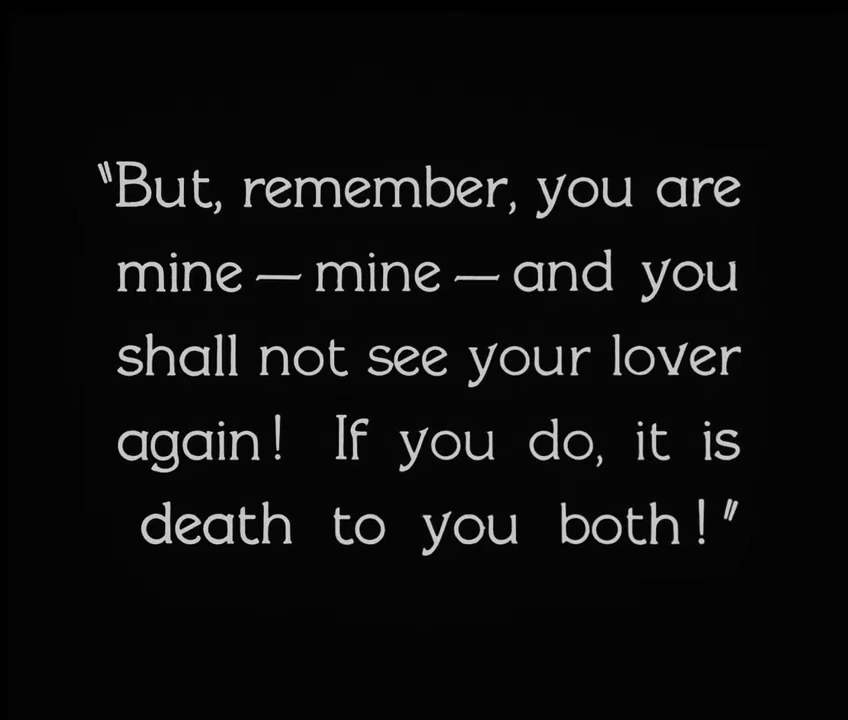 "But, remember, you are
mine — mine — and you
shall not see your lover
again! If you do, it is
death to you both!"